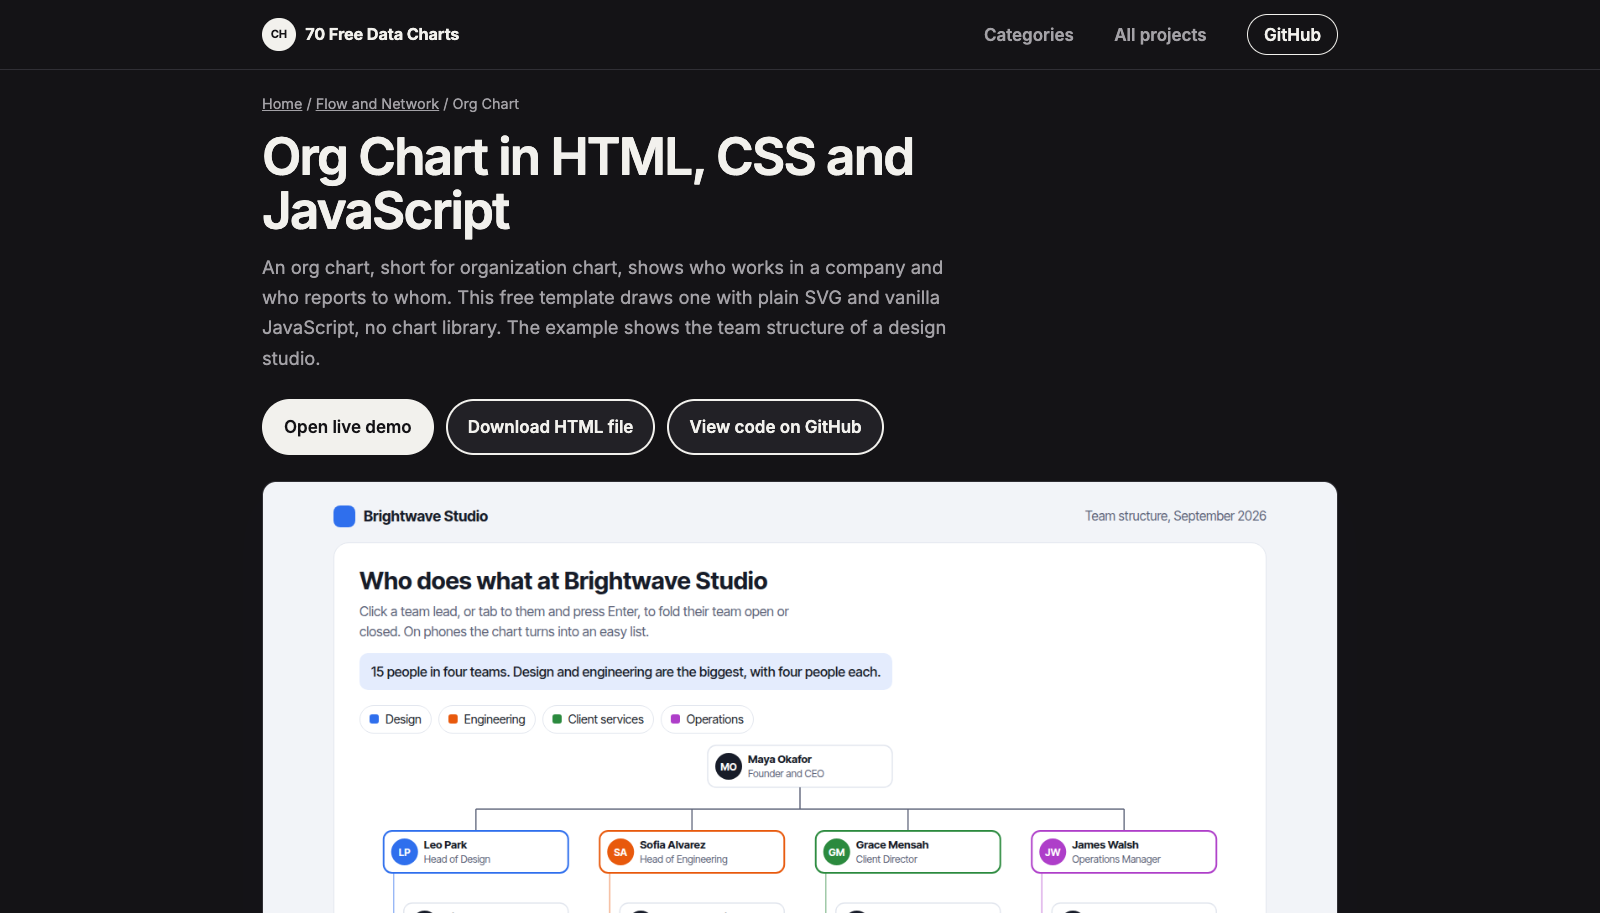 CH 70 Free Data Charts
Categories
All projects
GitHub
Home / Flow and Network / Org Chart
Org Chart in HTML, CSS and
JavaScript
An org chart, short for organization chart, shows who works in a company and
who reports to whom. This free template draws one with plain SVG and vanilla
JavaScript, no chart library. The example shows the team structure of a design
studio.
Open live demo
Download HTML file
View code on GitHub
Brightwave Studio
Team structure, September 2026
Who does what at Brightwave Studio
Click a team lead, or tab to them and press Enter, to fold their team open or
closed. On phones the chart turns into an easy list.
15 people in four teams. Design and engineering are the biggest, with four people each.
Design
Engineering
Client services
Operations
MO
Maya Okafor
Founder and CEO
LP
Leo Park
Head of Design
SA
Sofia Alvarez
Head of Engineering
GM
Grace Mensah
Client Director
JW
James Walsh
Operations Manager